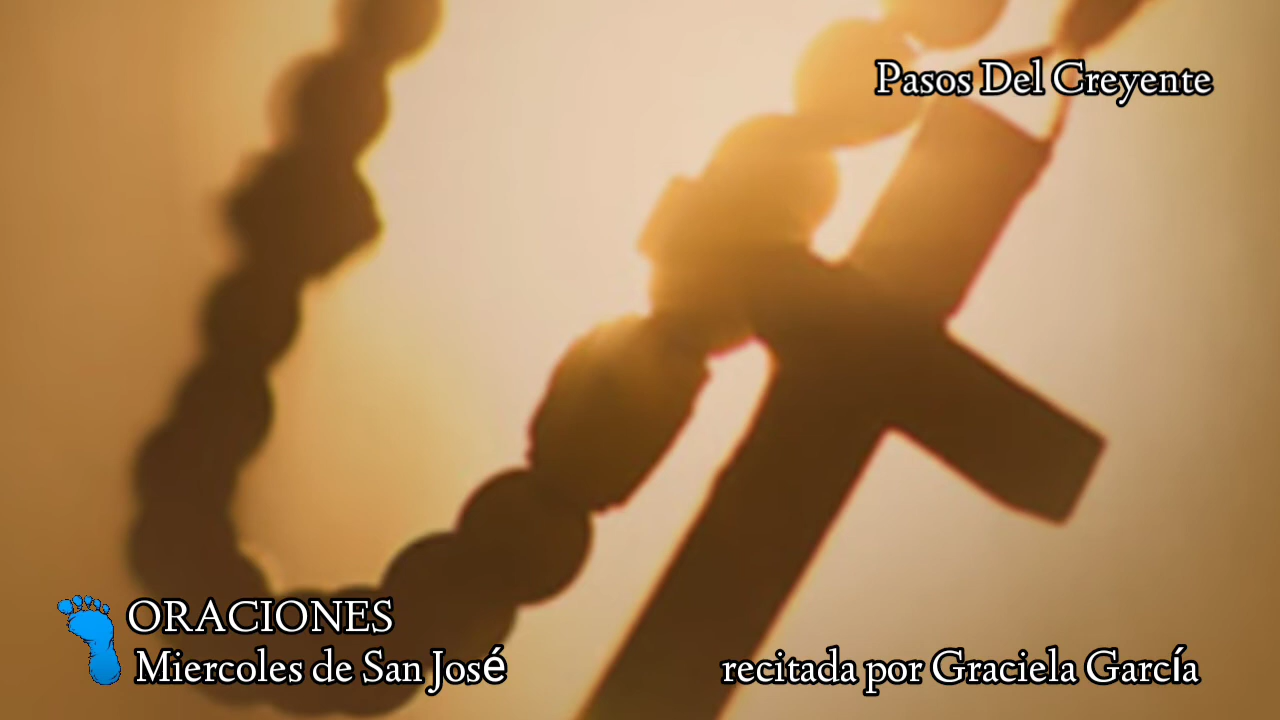 Pasos Del Creyente
ORACIONES
Miercoles de San José
recitada por Graciela García